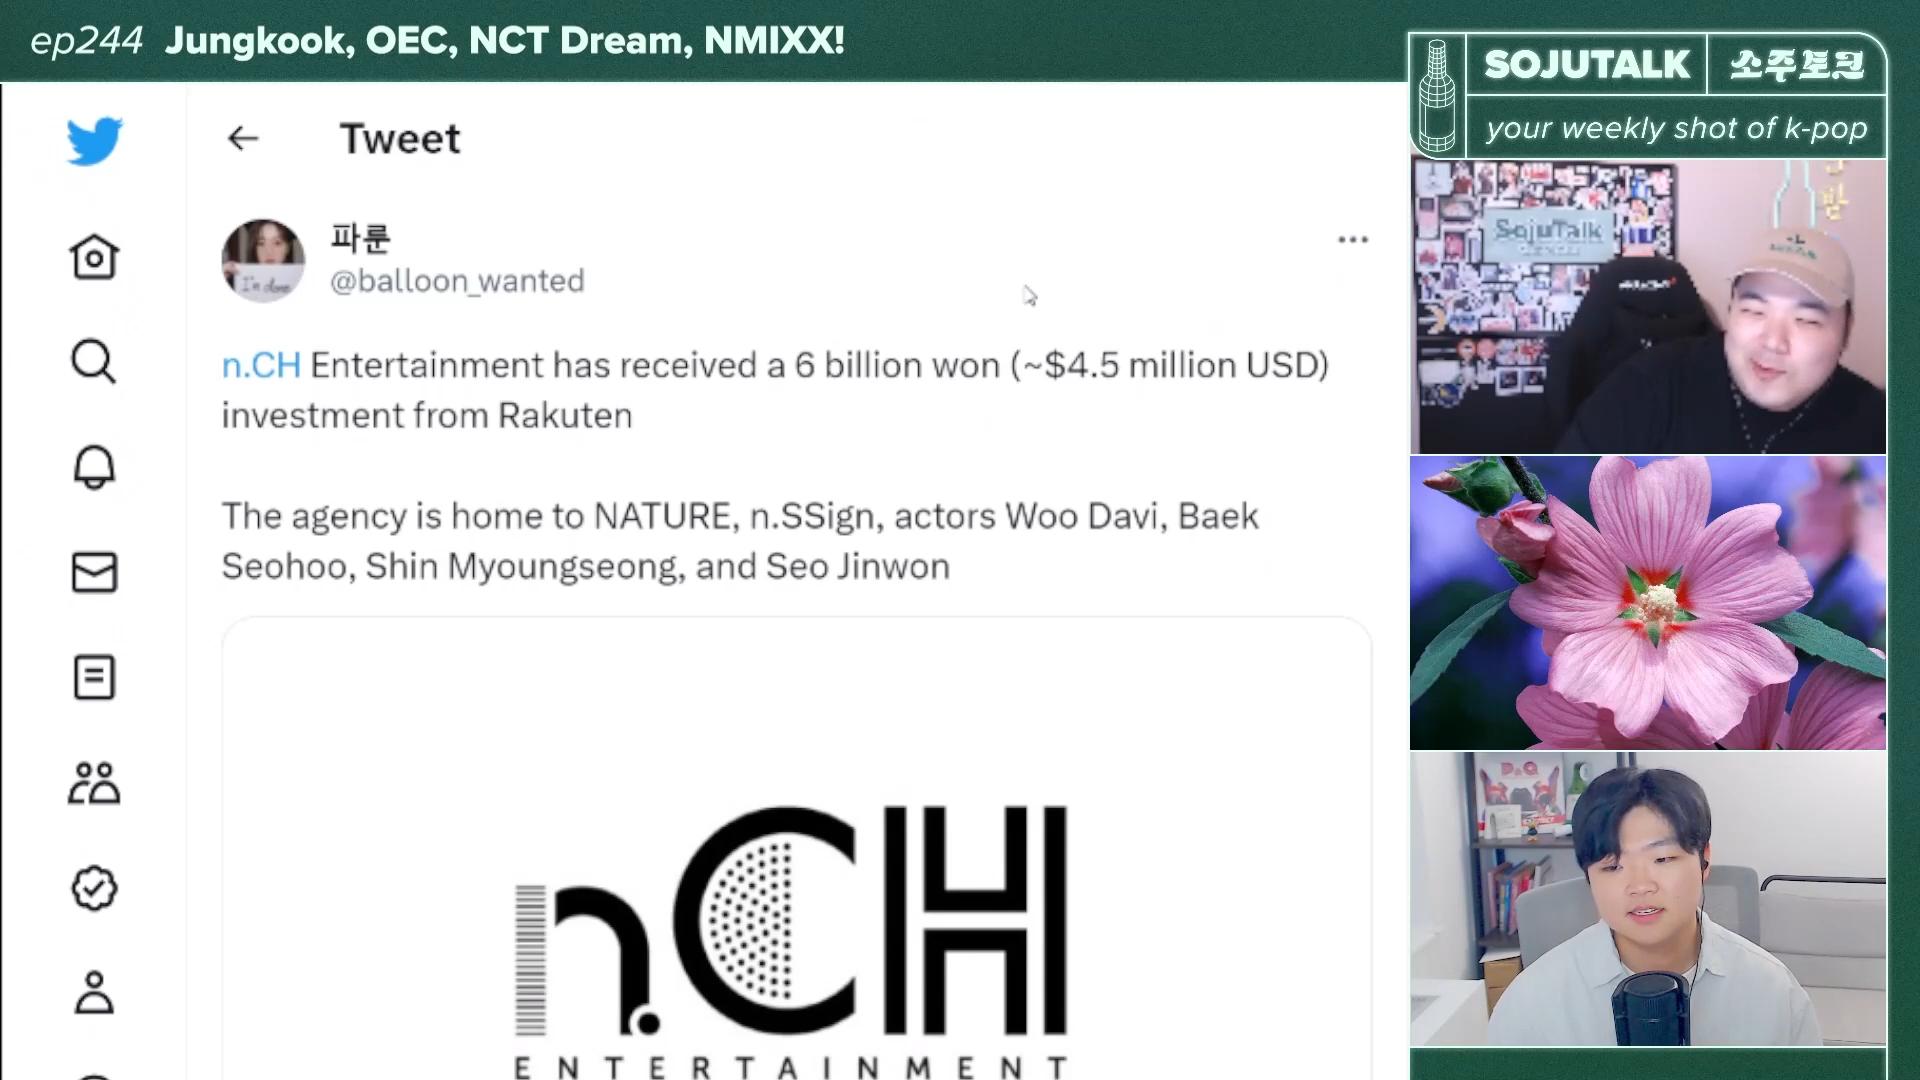 ep244 Jungkook, OEC, NCT Dream, NMIXX!
SOJUTALK 소주토크
your weekly shot of k-pop
Tweet
파룬
@balloon_wanted
n.CH Entertainment has received a 6 billion won (~$4.5 million USD)
investment from Rakuten
The agency is home to NATURE, n.SSign, actors Woo Davi, Baek
Seohoo, Shin Myoungseong, and Seo Jinwon
n.CH
ENTERTAINMENT
I'm done
SojuTalk
D&Q